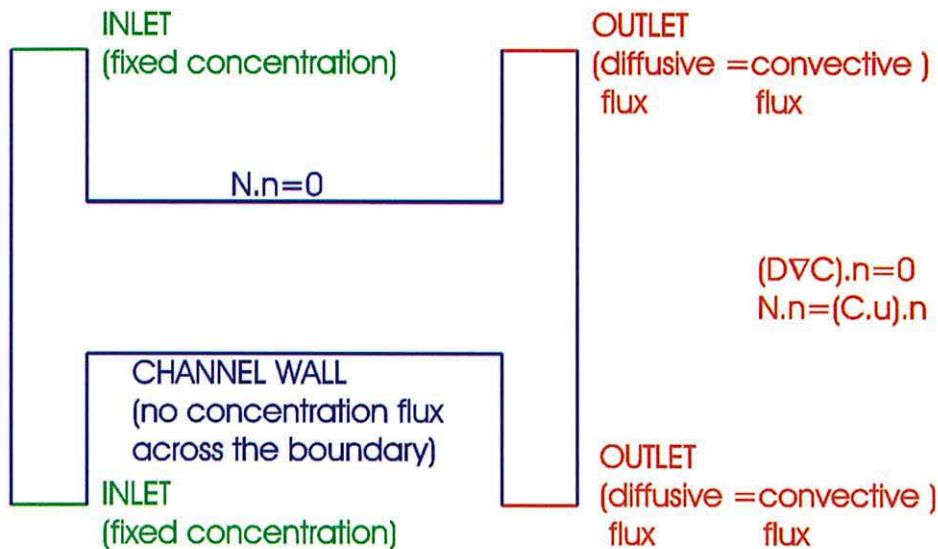 INLET
(fixed concentration)
OUTLET
(diffusive =convective )
flux flux
N.n=0
(D∇C).n=0
N.n=(C.u).n
CHANNEL WALL
(no concentration flux
across the boundary)
INLET
(fixed concentration)
OUTLET
(diffusive =convective )
flux flux